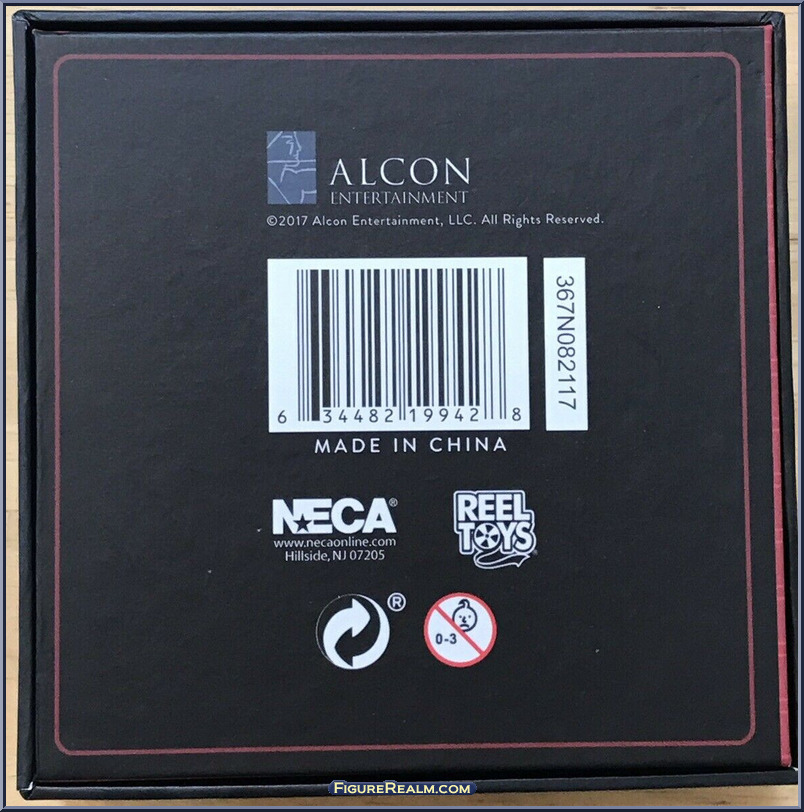 ALCON
ENTERTAINMENT
©2017 Alcon Entertainment, LLC. All Rights Reserved.
367N082117
6 34482 19942 8
MADE IN CHINA
NECA®
www.necaonline.com
Hillside, NJ 07205
REEL
TOYS
®
0-3
FIGUREREALM.COM